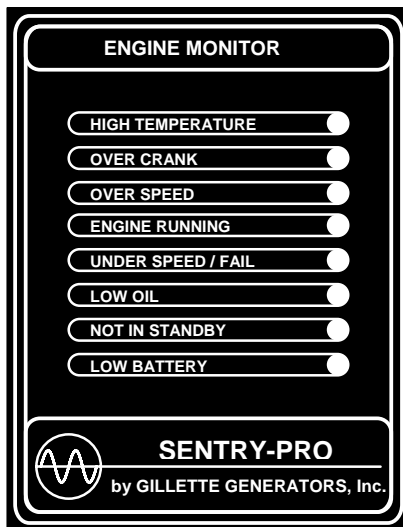 ENGINE MONITOR
HIGH TEMPERATURE
OVER CRANK
OVER SPEED
ENGINE RUNNING
UNDER SPEED / FAIL
LOW OIL
NOT IN STANDBY
LOW BATTERY
SENTRY-PRO
by GILLETTE GENERATORS, Inc.